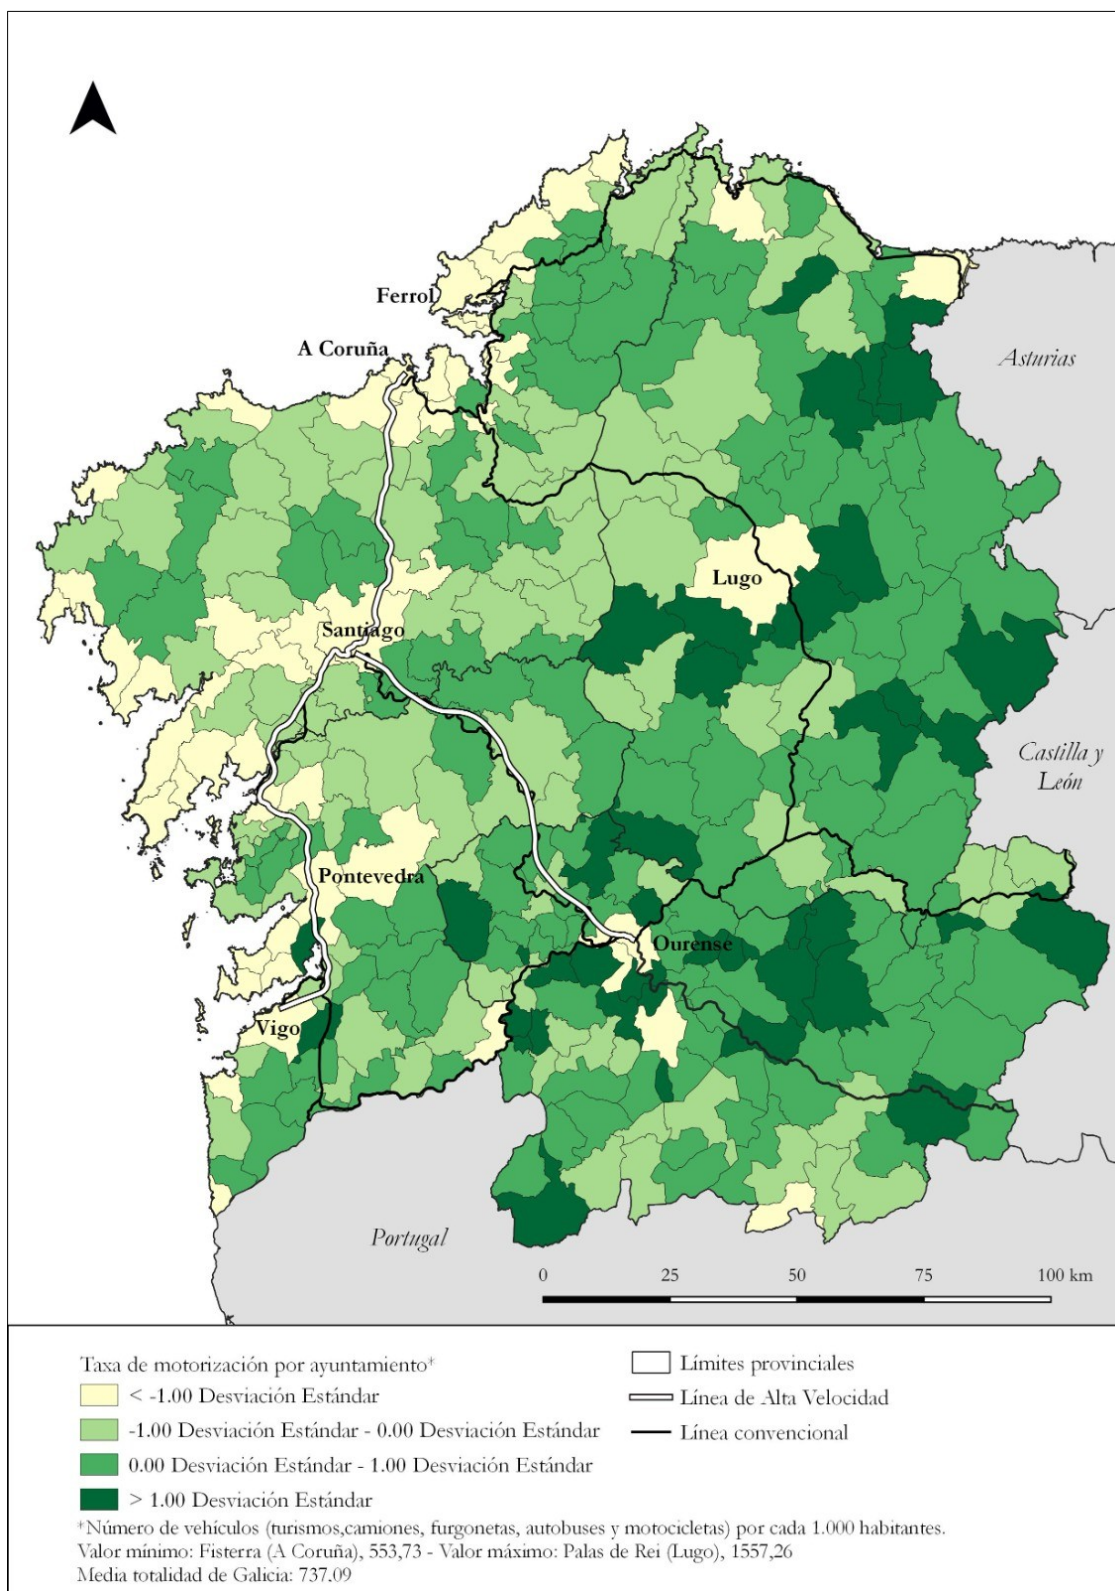 Ferrol
A Coruña
Asturias
Lugo
Santiago
Castilla y
León
Pontevedra
Ourense
Vigo
Portugal
0 25 50 75 100 km
Taxa de motorización por ayuntamiento*
< -1.00 Desviación Estándar
-1.00 Desviación Estándar - 0.00 Desviación Estándar
0.00 Desviación Estándar - 1.00 Desviación Estándar
> 1.00 Desviación Estándar
Límites provinciales
Línea de Alta Velocidad
Línea convencional
*Número de vehículos (turismos,camiones, furgonetas, autobuses y motocicletas) por cada 1.000 habitantes.
Valor mínimo: Fisterra (A Coruña), 553,73 - Valor máximo: Palas de Rei (Lugo), 1557,26
Media totalidad de Galicia: 737,09